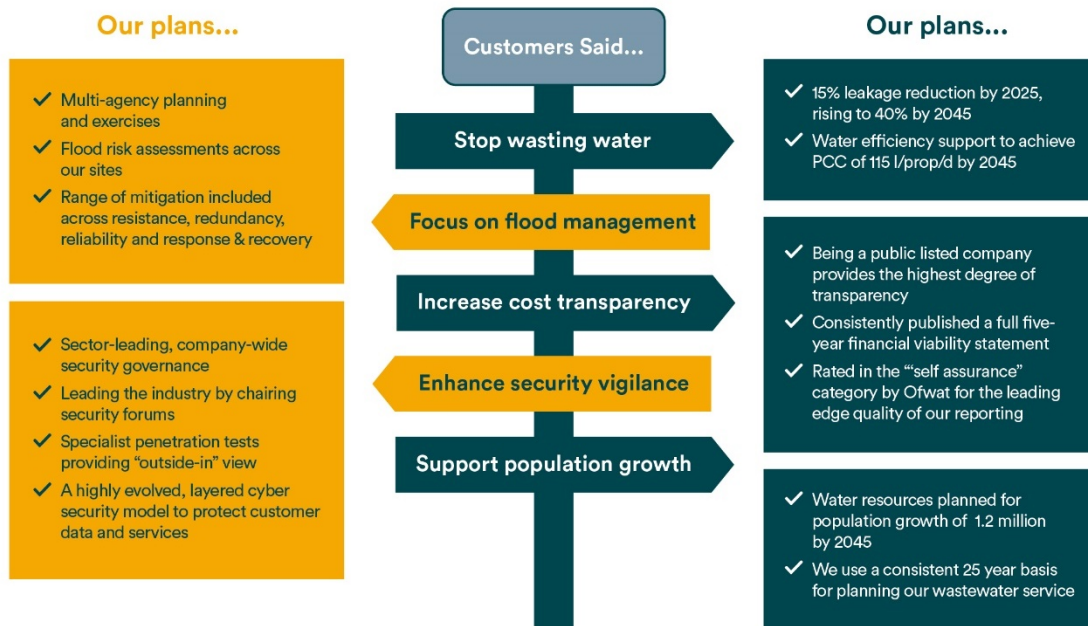 Our plans...
Multi-agency planning
and exercises
Flood risk assessments across
our sites
Range of mitigation included
across resistance, redundancy,
reliability and response & recovery
Sector-leading, company-wide
security governance
Leading the industry by chairing
security forums
Specialist penetration tests
providing “outside-in” view
A highly evolved, layered cyber
security model to protect customer
data and services
Customers Said...
Stop wasting water
Focus on flood management
Increase cost transparency
Enhance security vigilance
Support population growth
Our plans...
15% leakage reduction by 2025,
rising to 40% by 2045
Water efficiency support to achieve
PCC of 115 l/prop/d by 2045
Being a public listed company
provides the highest degree of
transparency
Consistently published a full five-
year financial viability statement
Rated in the “‘self assurance”
category by Ofwat for the leading
edge quality of our reporting
Water resources planned for
population growth of 1.2 million
by 2045
We use a consistent 25 year basis
for planning our wastewater service